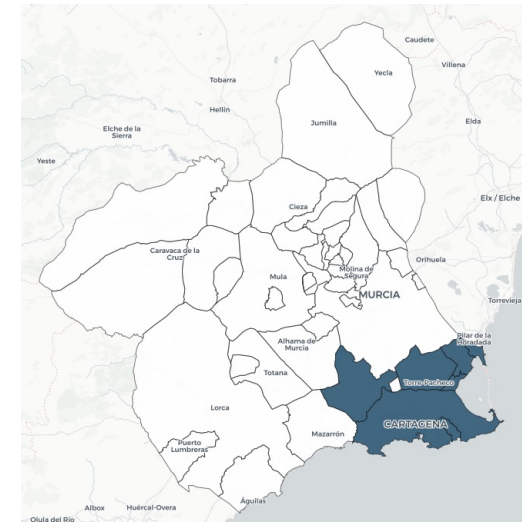 Caudete
Villena
Yecla
Tobarra
Hellín
Jumilla
Elda
Elche de la
Sierra
Yeste
Elx / Elche
Cieza
Caravaca de la
Cruz
Orihuela
Mula
Molina de
Segura
MURCIA
Torrevieja
Pilar de la
Horadada
Alhama de
Murcia
Totana
Torre-Pacheco
Lorca
CARTAGENA
Mazarrón
Puerto
Lumbreras
Águilas
Albox
Huércal-Overa
Olula del Río